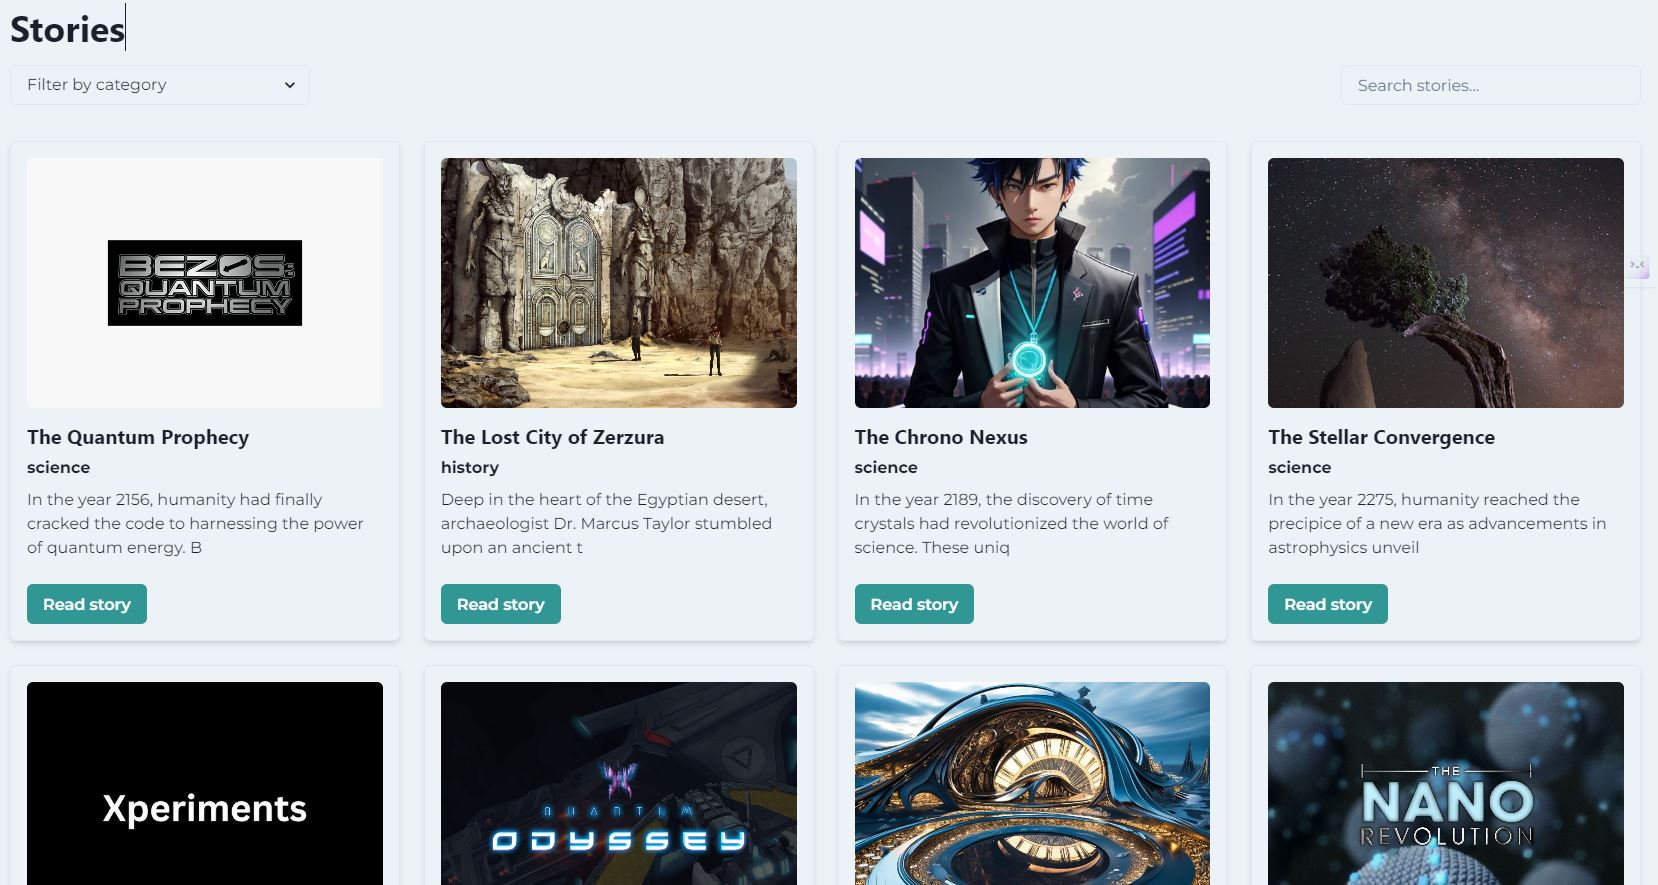 Stories
Filter by category
Search stories...
BEZOS:
QUANTUM
PROPHECY
The Quantum Prophecy
science
In the year 2156, humanity had finally
cracked the code to harnessing the power
of quantum energy. B
Read story
The Lost City of Zerzura
history
Deep in the heart of the Egyptian desert,
archaeologist Dr. Marcus Taylor stumbled
upon an ancient t
Read story
The Chrono Nexus
science
In the year 2189, the discovery of time
crystals had revolutionized the world of
science. These uniq
Read story
The Stellar Convergence
science
In the year 2275, humanity reached the
precipice of a new era as advancements in
astrophysics unveil
Read story
Xperiments
QUANTUM
ODYSSEY
THE
NANO
REVOLUTION